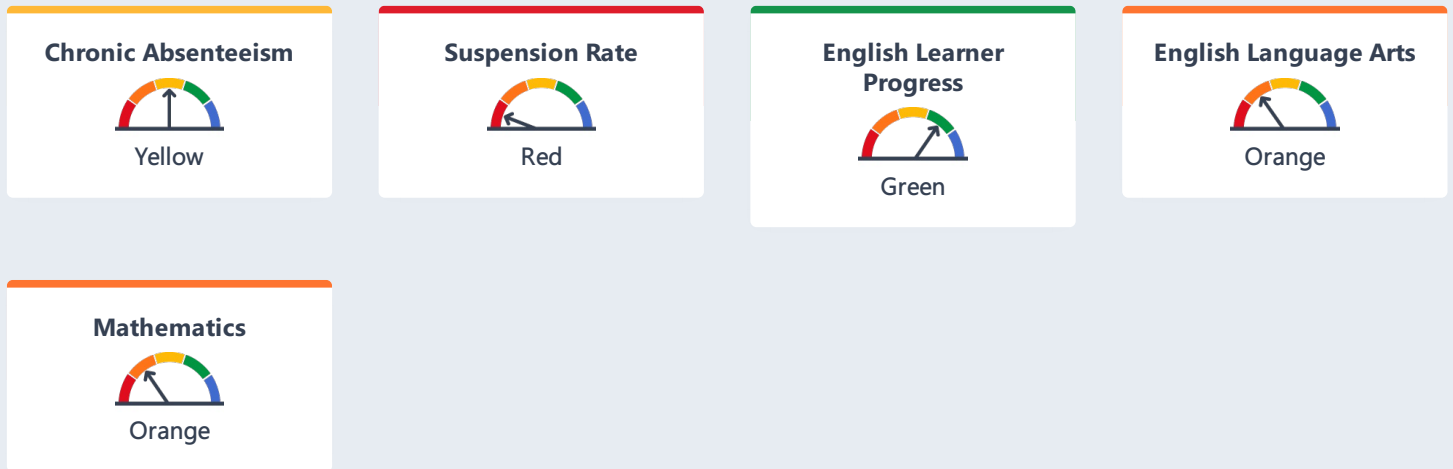 Chronic Absenteeism
Yellow
Suspension Rate
Red
English Learner
Progress
Green
English Language Arts
Orange
Mathematics
Orange